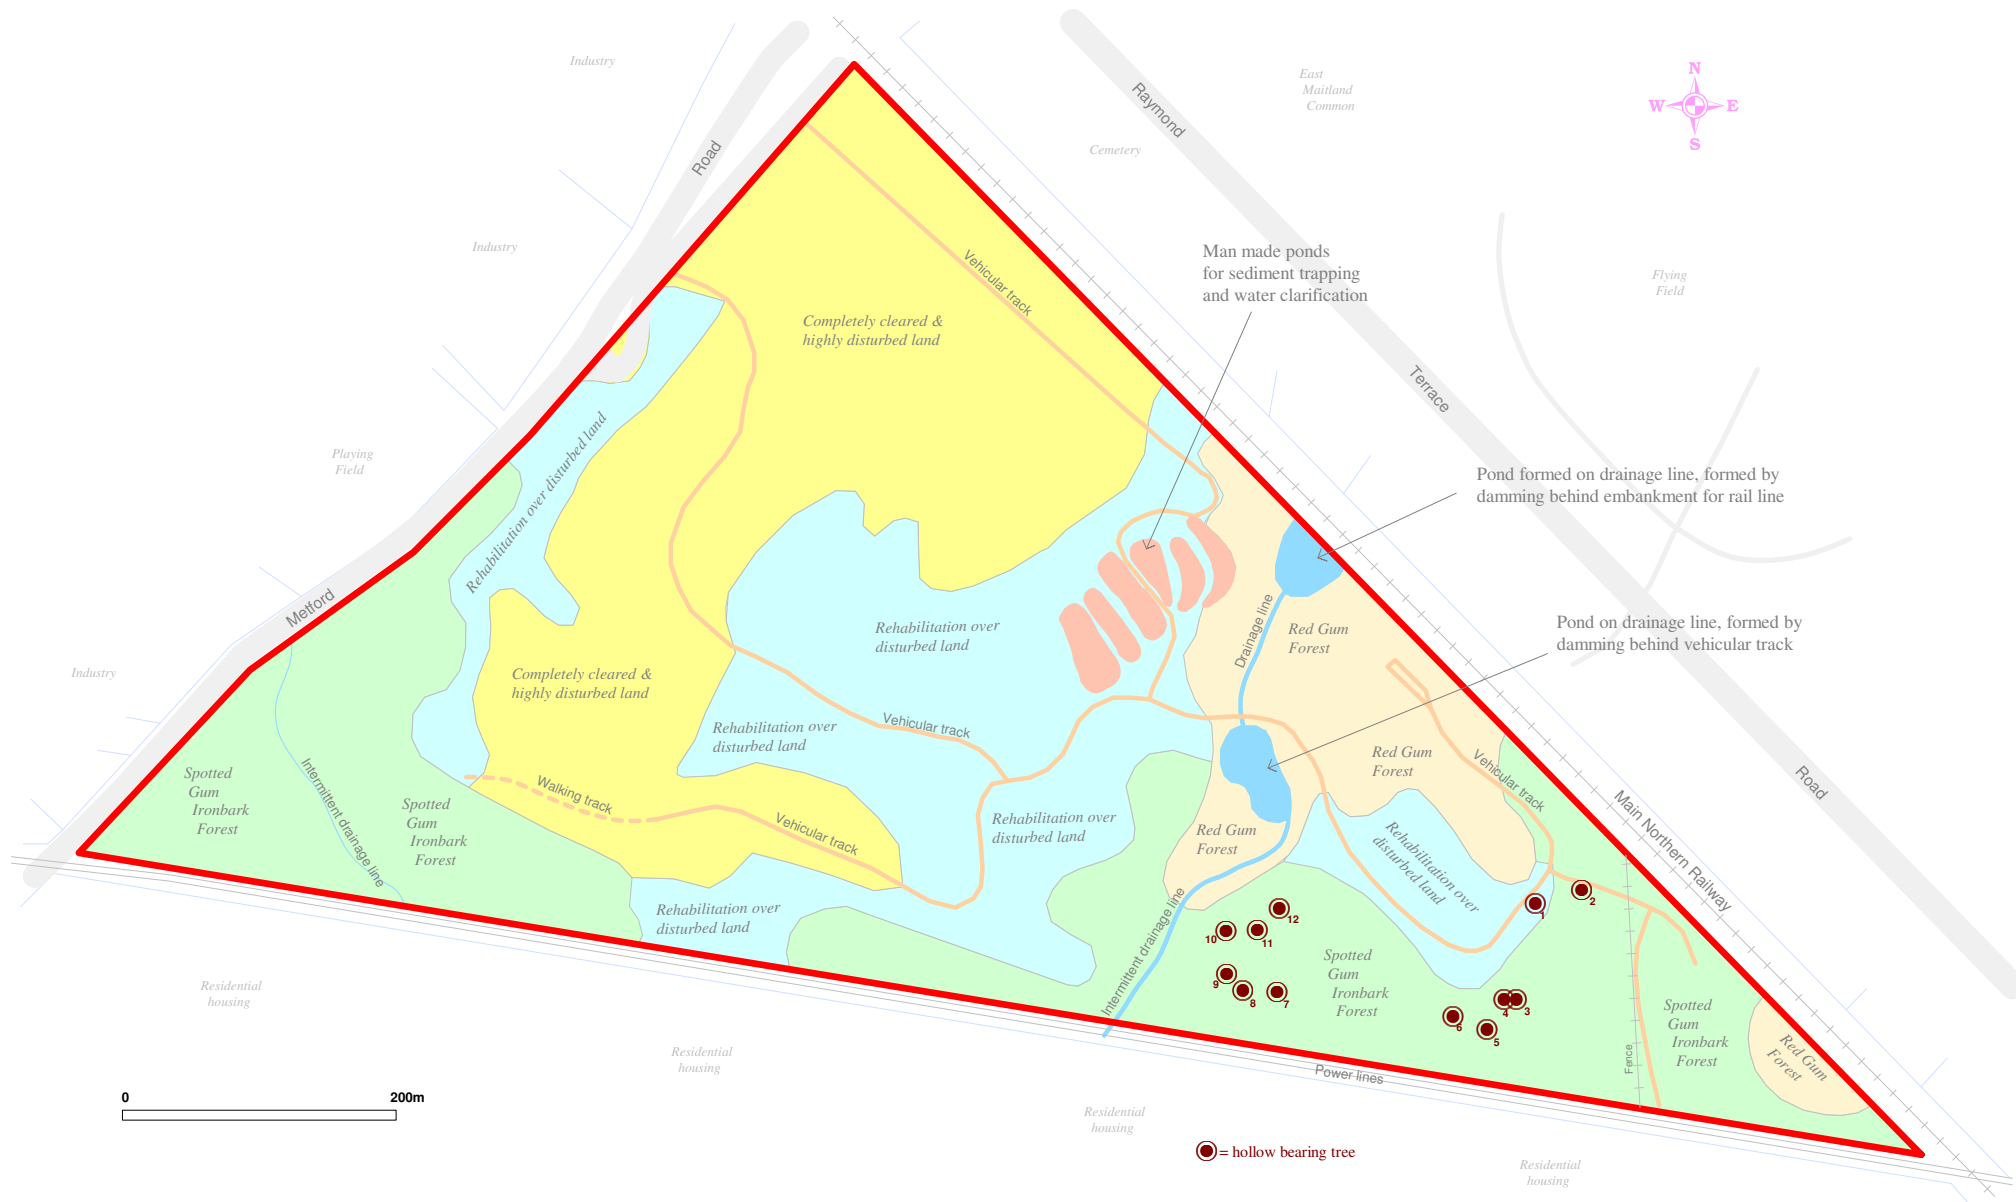 Industry
East
Maitland
Common
N
W
E
S
Raymond
Road
Cemetery
Industry
Man made ponds
for sediment trapping
and water clarification
Vehicular track
Flying
Field
Completely cleared &
highly disturbed land
Terrace
Playing
Field
Rehabilitation over disturbed land
Pond formed on drainage line, formed by
damming behind embankment for rail line
Metford
Drainage line
Red Gum
Forest
Rehabilitation over
disturbed land
Pond on drainage line, formed by
damming behind vehicular track
Industry
Completely cleared &
highly disturbed land
Rehabilitation over
disturbed land
Vehicular track
Red Gum
Forest
Vehicular track
Road
Spotted
Gum
Ironbark
Forest
Intermittent drainage line
Spotted
Gum
Ironbark
Forest
Walking track
Vehicular track
Rehabilitation over
disturbed land
Red Gum
Forest
Rehabilitation over
disturbed land
Main Northern Railway
Rehabilitation over
disturbed land
Intermittent drainage line
1
2
12
10
11
9
8
7
Spotted
Gum
Ironbark
Forest
4
3
6
5
Spotted
Gum
Ironbark
Forest
Red Gum
Forest
Fence
Residential
housing
Residential
housing
Power lines
Residential
housing
0
200m
= hollow bearing tree
Residential
housing